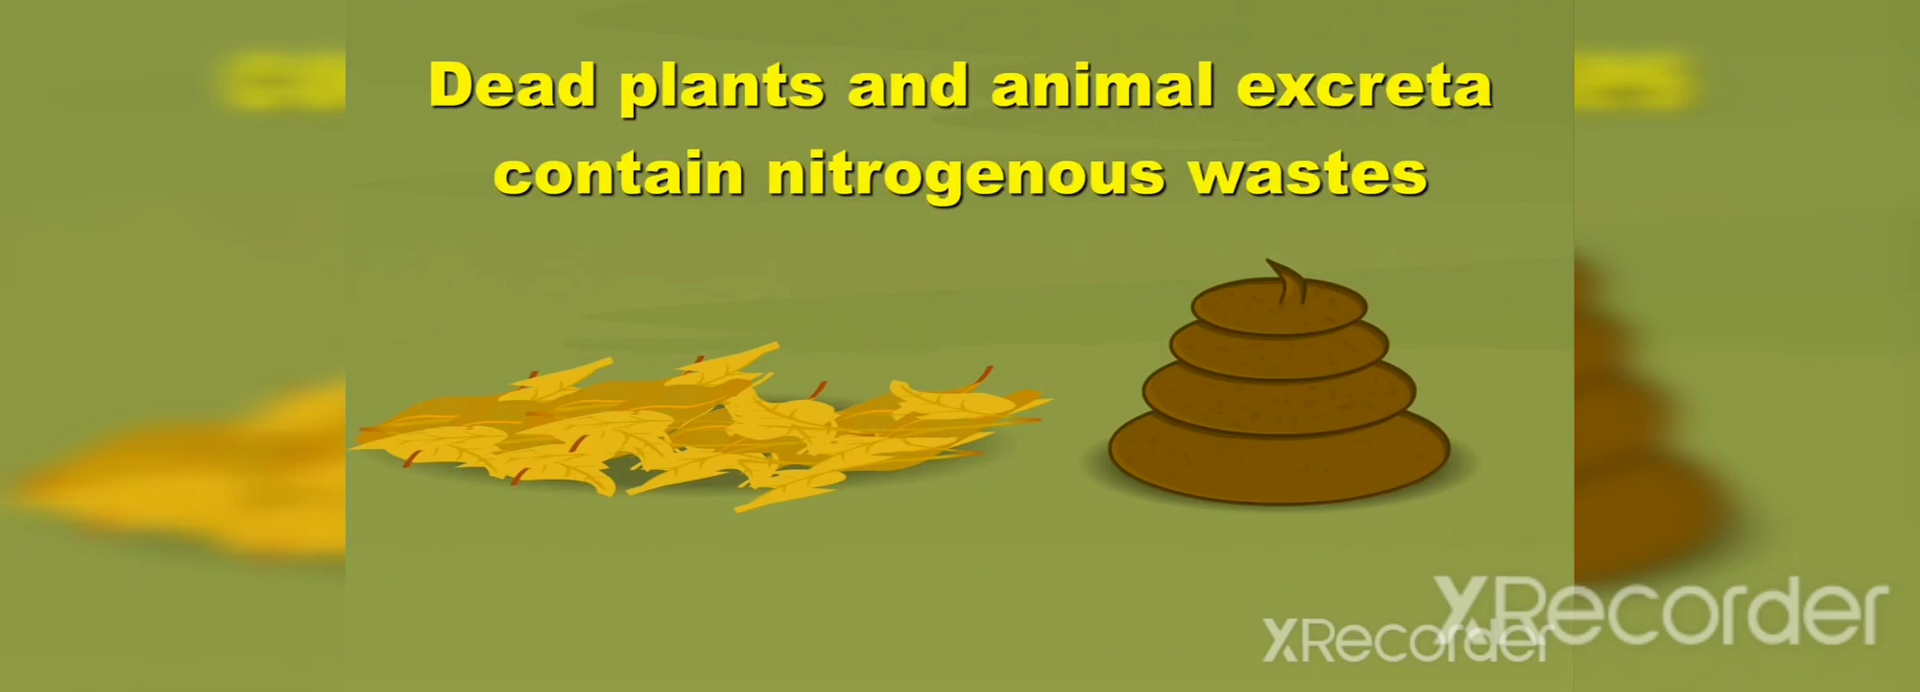 Dead plants and animal excreta
contain nitrogenous wastes
XRecorder
XRecorder